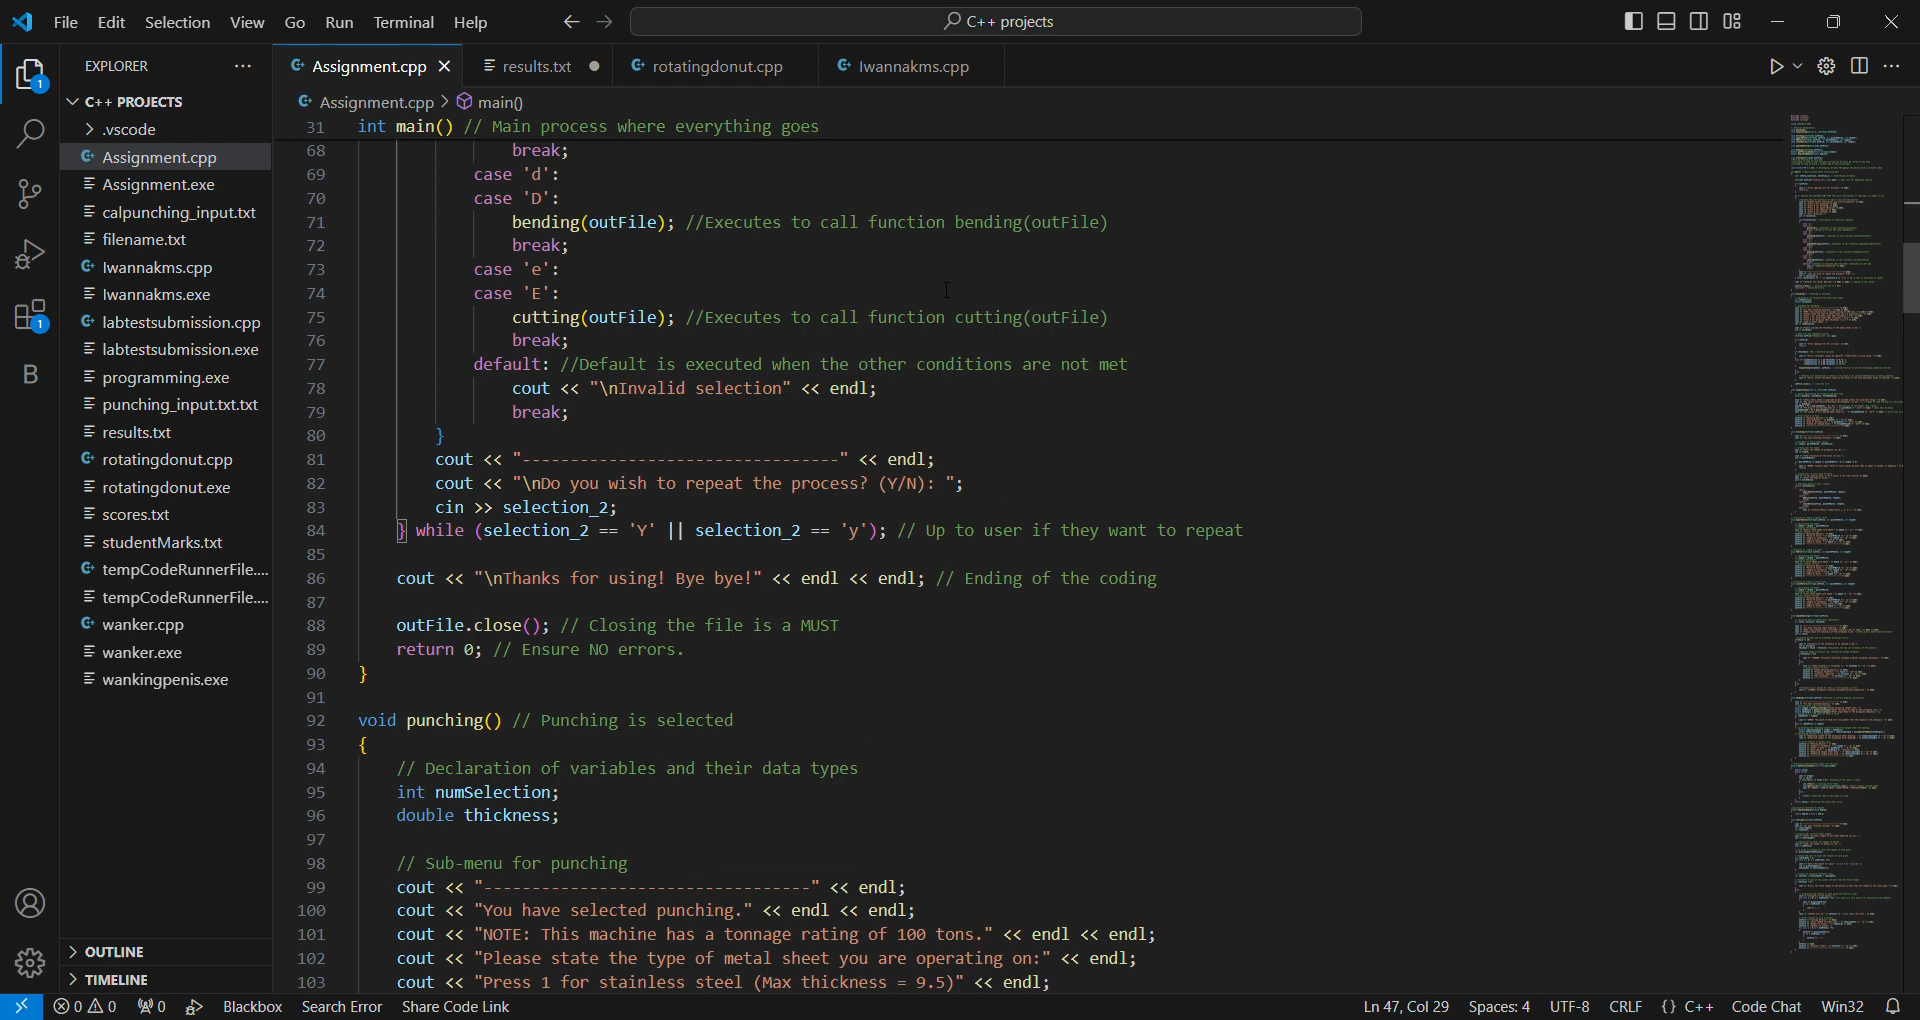 File Edit Selection View Go Run Terminal Help C++ projects
EXPLORER
Assignment.cpp results.txt rotatingdonut.cpp Iwannakms.cpp
C++ PROJECTS
.vscode
Assignment.cpp
Assignment.exe
calpunching_input.txt
filename.txt
Iwannakms.cpp
Iwannakms.exe
labtestsubmission.cpp
labtestsubmission.exe
programming.exe
punching_input.txt.txt
results.txt
rotatingdonut.cpp
rotatingdonut.exe
scores.txt
studentMarks.txt
tempCodeRunnerFile....
tempCodeRunnerFile....
wanker.cpp
wanker.exe
wankingpenis.exe
OUTLINE
TIMELINE
1
1
B
Assignment.cpp > main()
31 int main() // Main process where everything goes
68 break;
69 case 'd':
70 case 'D':
71 bending(outFile); //Executes to call function bending(outFile)
72 break;
73 case 'e':
74 case 'E':
75 cutting(outFile); //Executes to call function cutting(outFile)
76 break;
77 default: //Default is executed when the other conditions are not met
78 cout << "\nInvalid selection" << endl;
79 break;
80 }
81 cout << "---------------------------------" << endl;
82 cout << "\nDo you wish to repeat the process? (Y/N): ";
83 cin >> selection_2;
84 } while (selection_2 == 'Y' || selection_2 == 'y'); // Up to user if they want to repeat
85
86 cout << "\nThanks for using! Bye bye!" << endl << endl; // Ending of the coding
87
88 outFile.close(); // Closing the file is a MUST
89 return 0; // Ensure NO errors.
90 }
91
92 void punching() // Punching is selected
93 {
94 // Declaration of variables and their data types
95 int numSelection;
96 double thickness;
97
98 // Sub-menu for punching
99 cout << "----------------------------------" << endl;
100 cout << "You have selected punching." << endl << endl;
101 cout << "NOTE: This machine has a tonnage rating of 100 tons." << endl << endl;
102 cout << "Please state the type of metal sheet you are operating on:" << endl;
103 cout << "Press 1 for stainless steel (Max thickness = 9.5)" << endl;
0 0 0 Blackbox Search Error Share Code Link Ln 47, Col 29 Spaces: 4 UTF-8 CRLF {} C++ Code Chat Win32